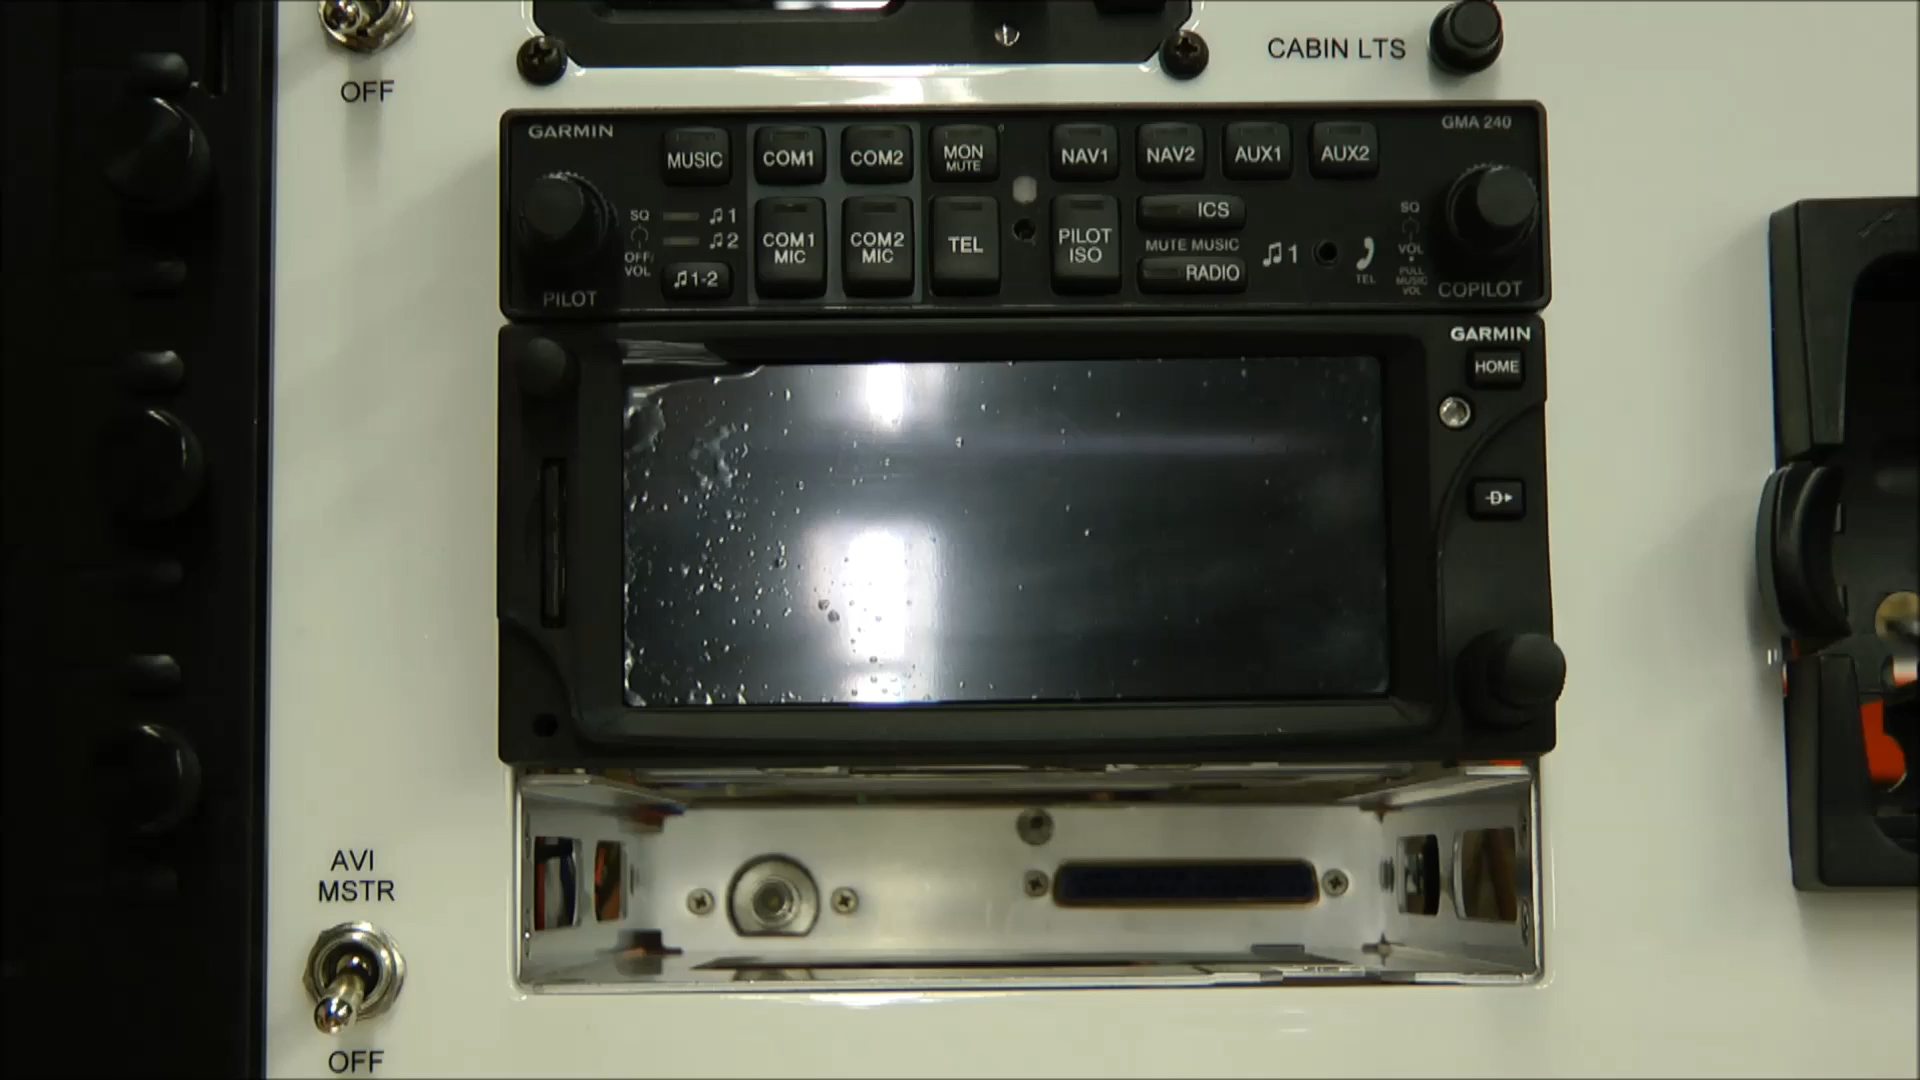 OFF
CABIN LTS
GARMIN
GMA 240
MUSIC
COM1
COM2
MON
MUTE
NAV1
NAV2
AUX1
AUX2
SQ
OFF/
VOL
♫ 1
♫ 2
♫ 1-2
COM1
MIC
COM2
MIC
TEL
PILOT
ISO
ICS
MUTE MUSIC
RADIO
♫ 1
TEL
SQ
VOL
PULL
MUSIC
VOL
PILOT
COPILOT
GARMIN
HOME
D
AVI
MSTR
OFF